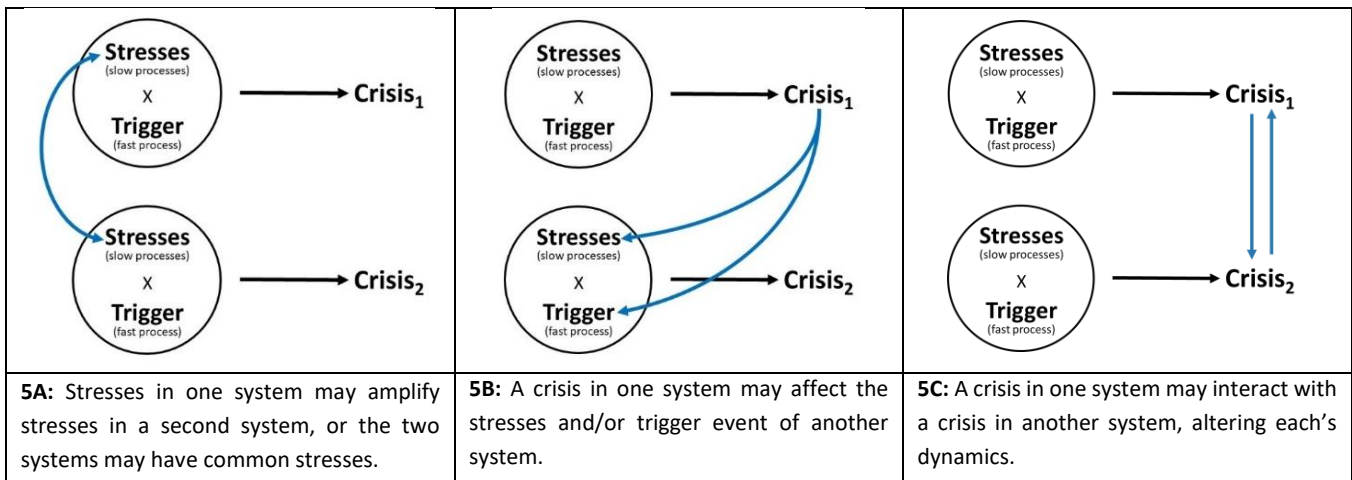 Stresses
(slow processes)
X
Trigger
(fast process)
Crisis1
Stresses
(slow processes)
X
Trigger
(fast process)
Crisis2
5A: Stresses in one system may amplify
stresses in a second system, or the two
systems may have common stresses.
Stresses
(slow processes)
X
Trigger
(fast process)
Crisis1
Stresses
(slow processes)
X
Trigger
(fast process)
Crisis2
5B: A crisis in one system may affect the
stresses and/or trigger event of another
system.
Stresses
(slow processes)
X
Trigger
(fast process)
Crisis1
Stresses
(slow processes)
X
Trigger
(fast process)
Crisis2
5C: A crisis in one system may interact with
a crisis in another system, altering each’s
dynamics.